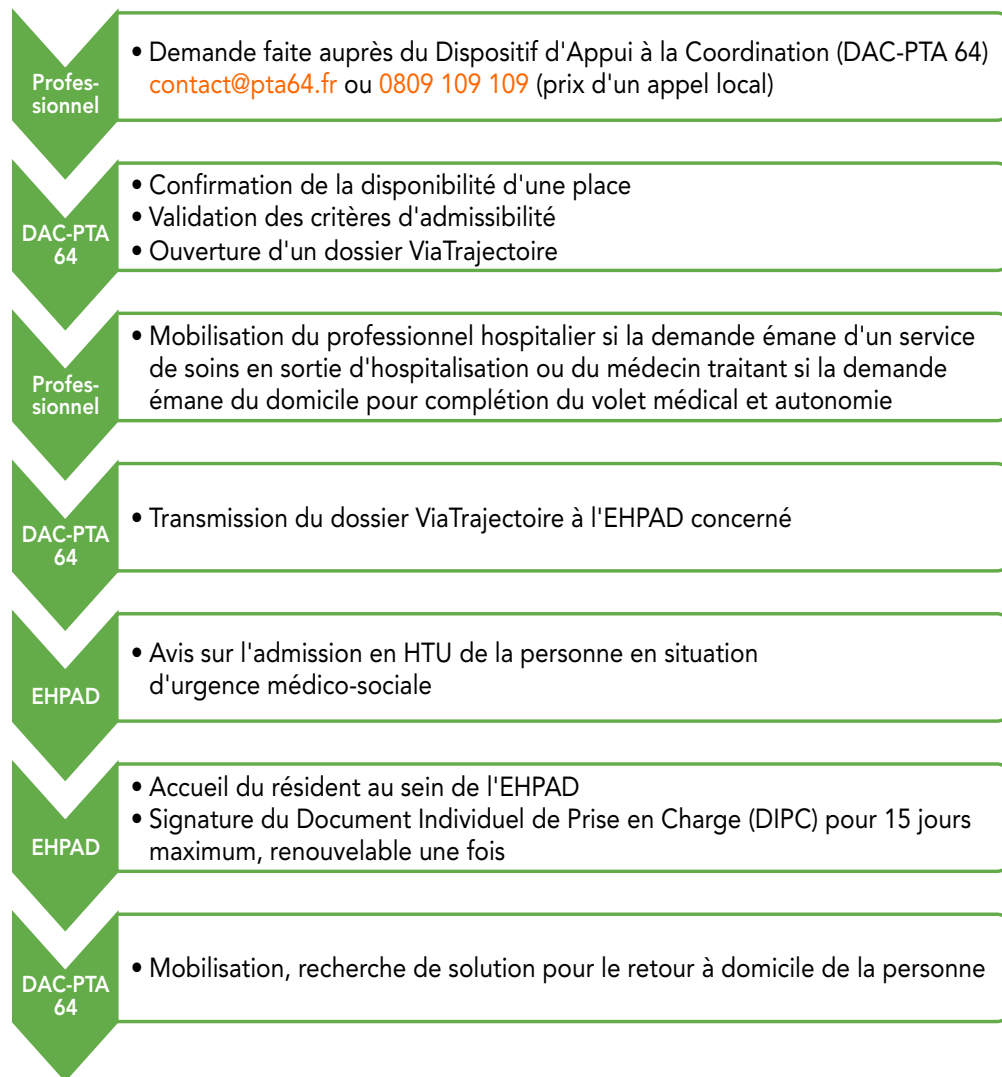 Profes-
sionnel
• Demande faite auprès du Dispositif d'Appui à la Coordination (DAC-PTA 64)
contact@pta64.fr ou 0809 109 109 (prix d'un appel local)
DAC-PTA
64
• Confirmation de la disponibilité d'une place
• Validation des critères d'admissibilité
• Ouverture d'un dossier ViaTrajectoire
Profes-
sionnel
• Mobilisation du professionnel hospitalier si la demande émane d'un service
de soins en sortie d'hospitalisation ou du médecin traitant si la demande
émane du domicile pour complétion du volet médical et autonomie
DAC-PTA
64
• Transmission du dossier ViaTrajectoire à l'EHPAD concerné
EHPAD
• Avis sur l'admission en HTU de la personne en situation
d'urgence médico-sociale
EHPAD
• Accueil du résident au sein de l'EHPAD
• Signature du Document Individuel de Prise en Charge (DIPC) pour 15 jours
maximum, renouvelable une fois
DAC-PTA
64
• Mobilisation, recherche de solution pour le retour à domicile de la personne